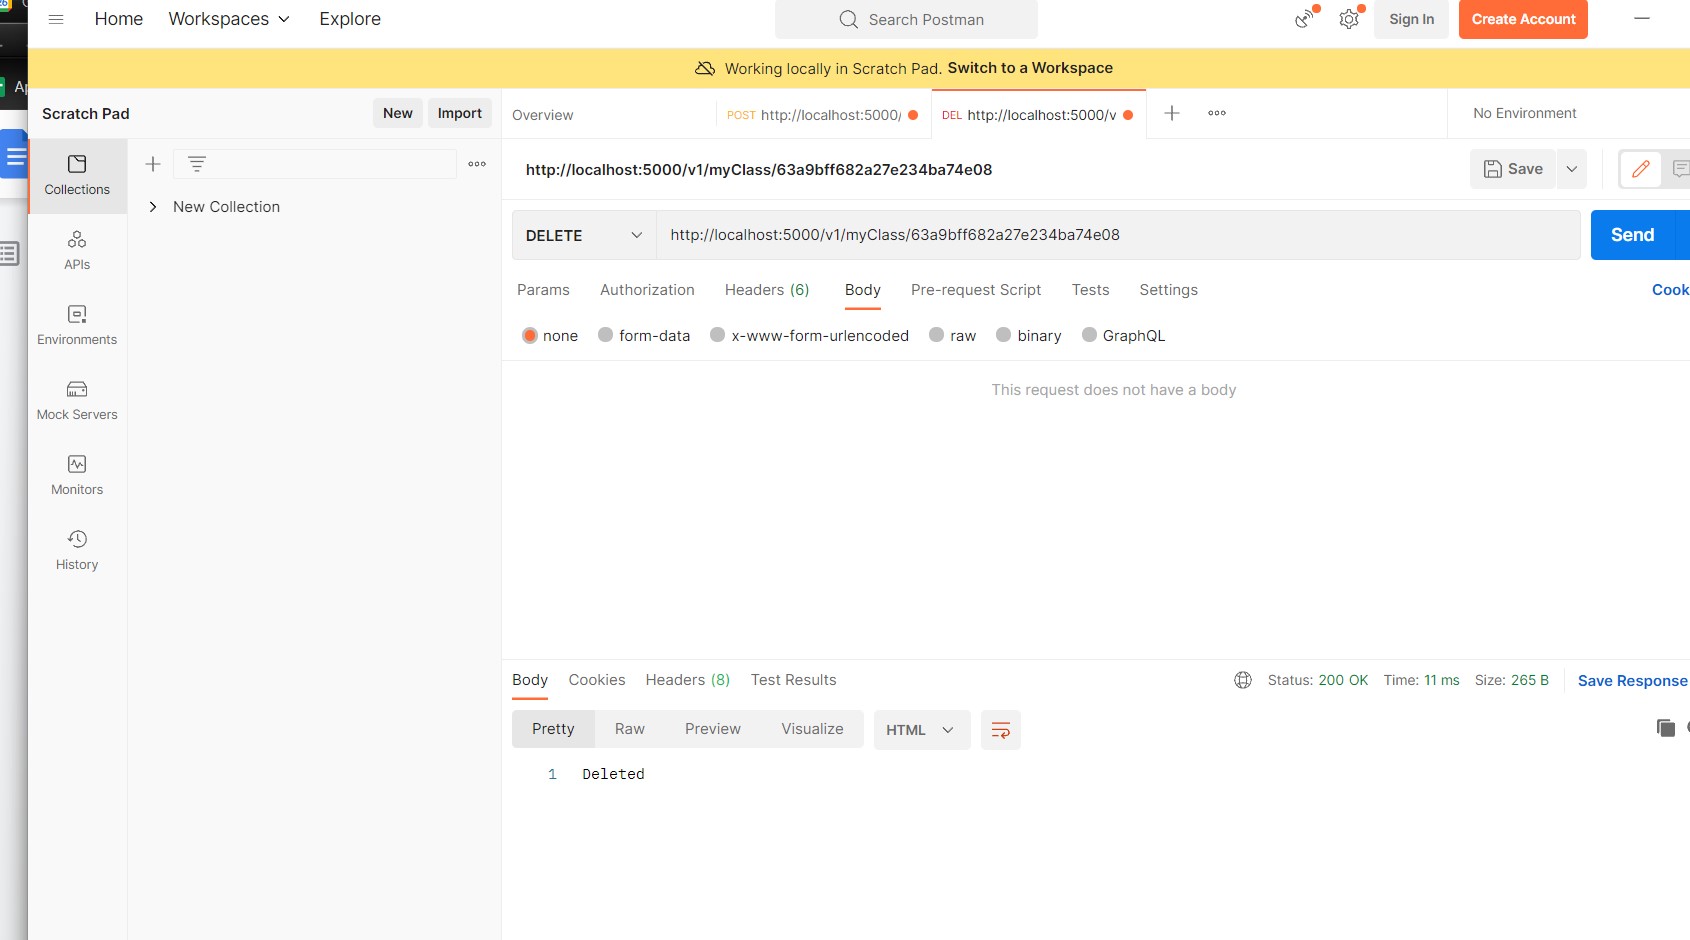 Home Workspaces Explore Search Postman Sign In Create Account
Working locally in Scratch Pad. Switch to a Workspace
Scratch Pad New Import Overview POST http://localhost:5000/ DEL http://localhost:5000/v No Environment
Collections
http://localhost:5000/v1/myClass/63a9bff682a27e234ba74e08 Save
New Collection
DELETE http://localhost:5000/v1/myClass/63a9bff682a27e234ba74e08 Send
APIs
Params Authorization Headers (6) Body Pre-request Script Tests Settings Cook
Environments
none form-data x-www-form-urlencoded raw binary GraphQL
This request does not have a body
Mock Servers
Monitors
History
Body Cookies Headers (8) Test Results Status: 200 OK Time: 11 ms Size: 265 B Save Response
Pretty Raw Preview Visualize HTML
1 Deleted